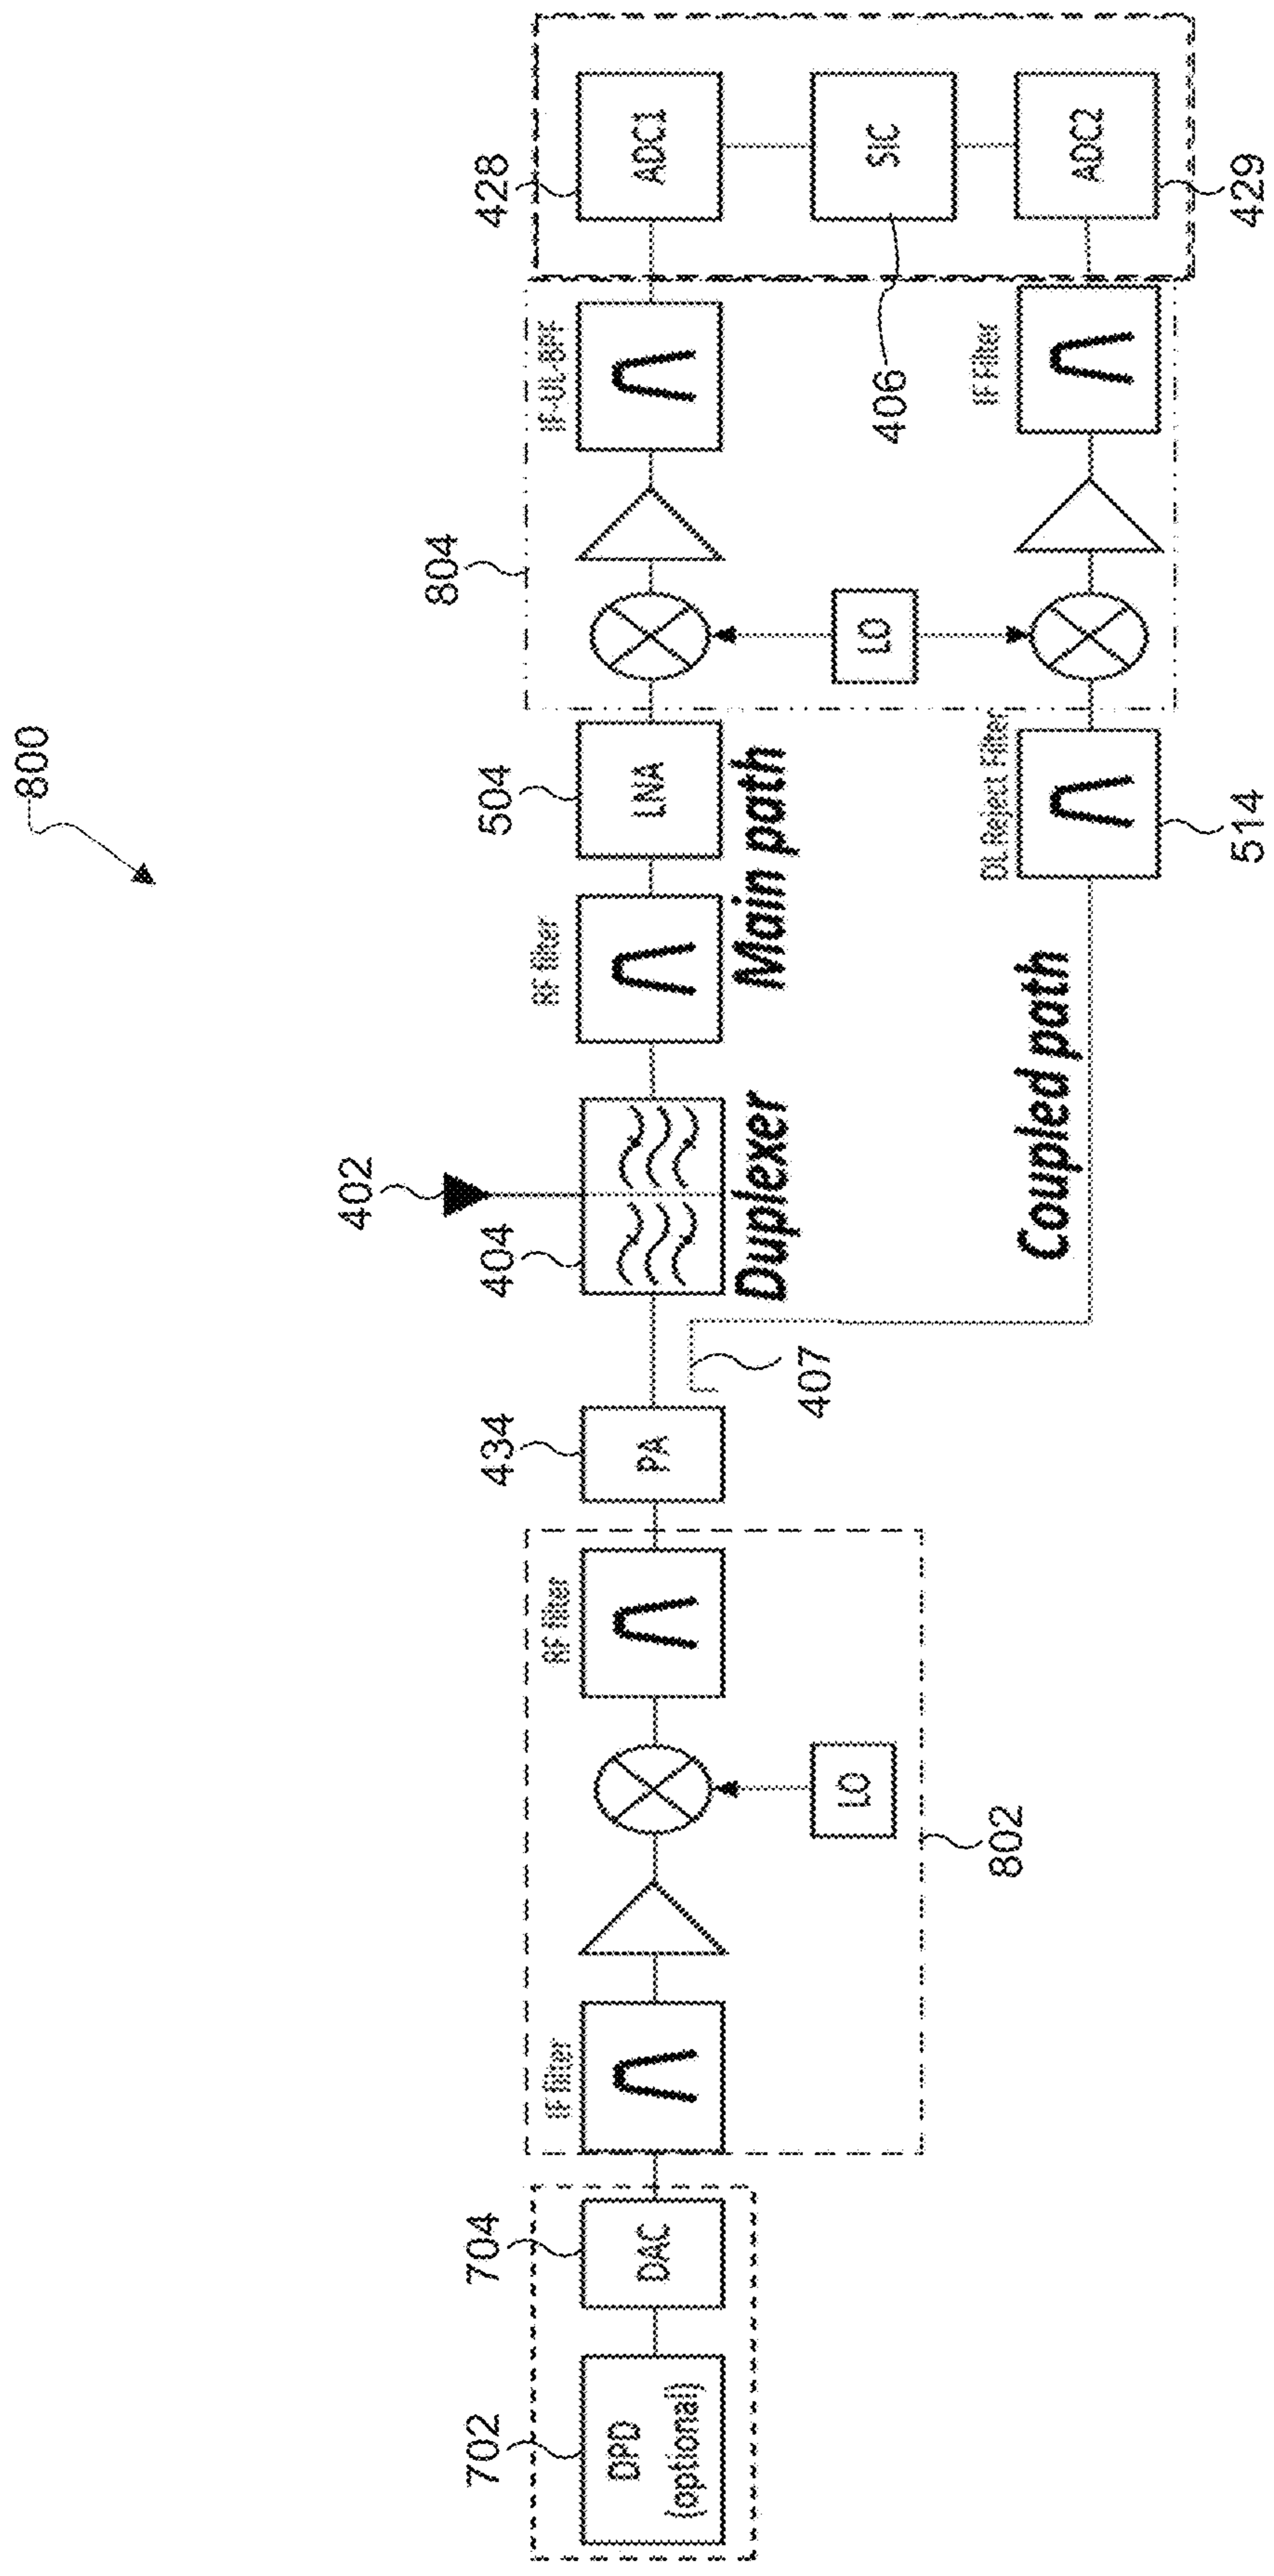 800
702
DPD
(optional)
704
DAC
IF filter
LO
802
RF filter
434
PA
407
402
404
Duplexer
RF filter
504
LNA
Main path
Coupled path
DL Reject Filter
514
804
LO
IF-UL-BPF
IF Filter
428
ADC1
406
SIC
ADC2
429